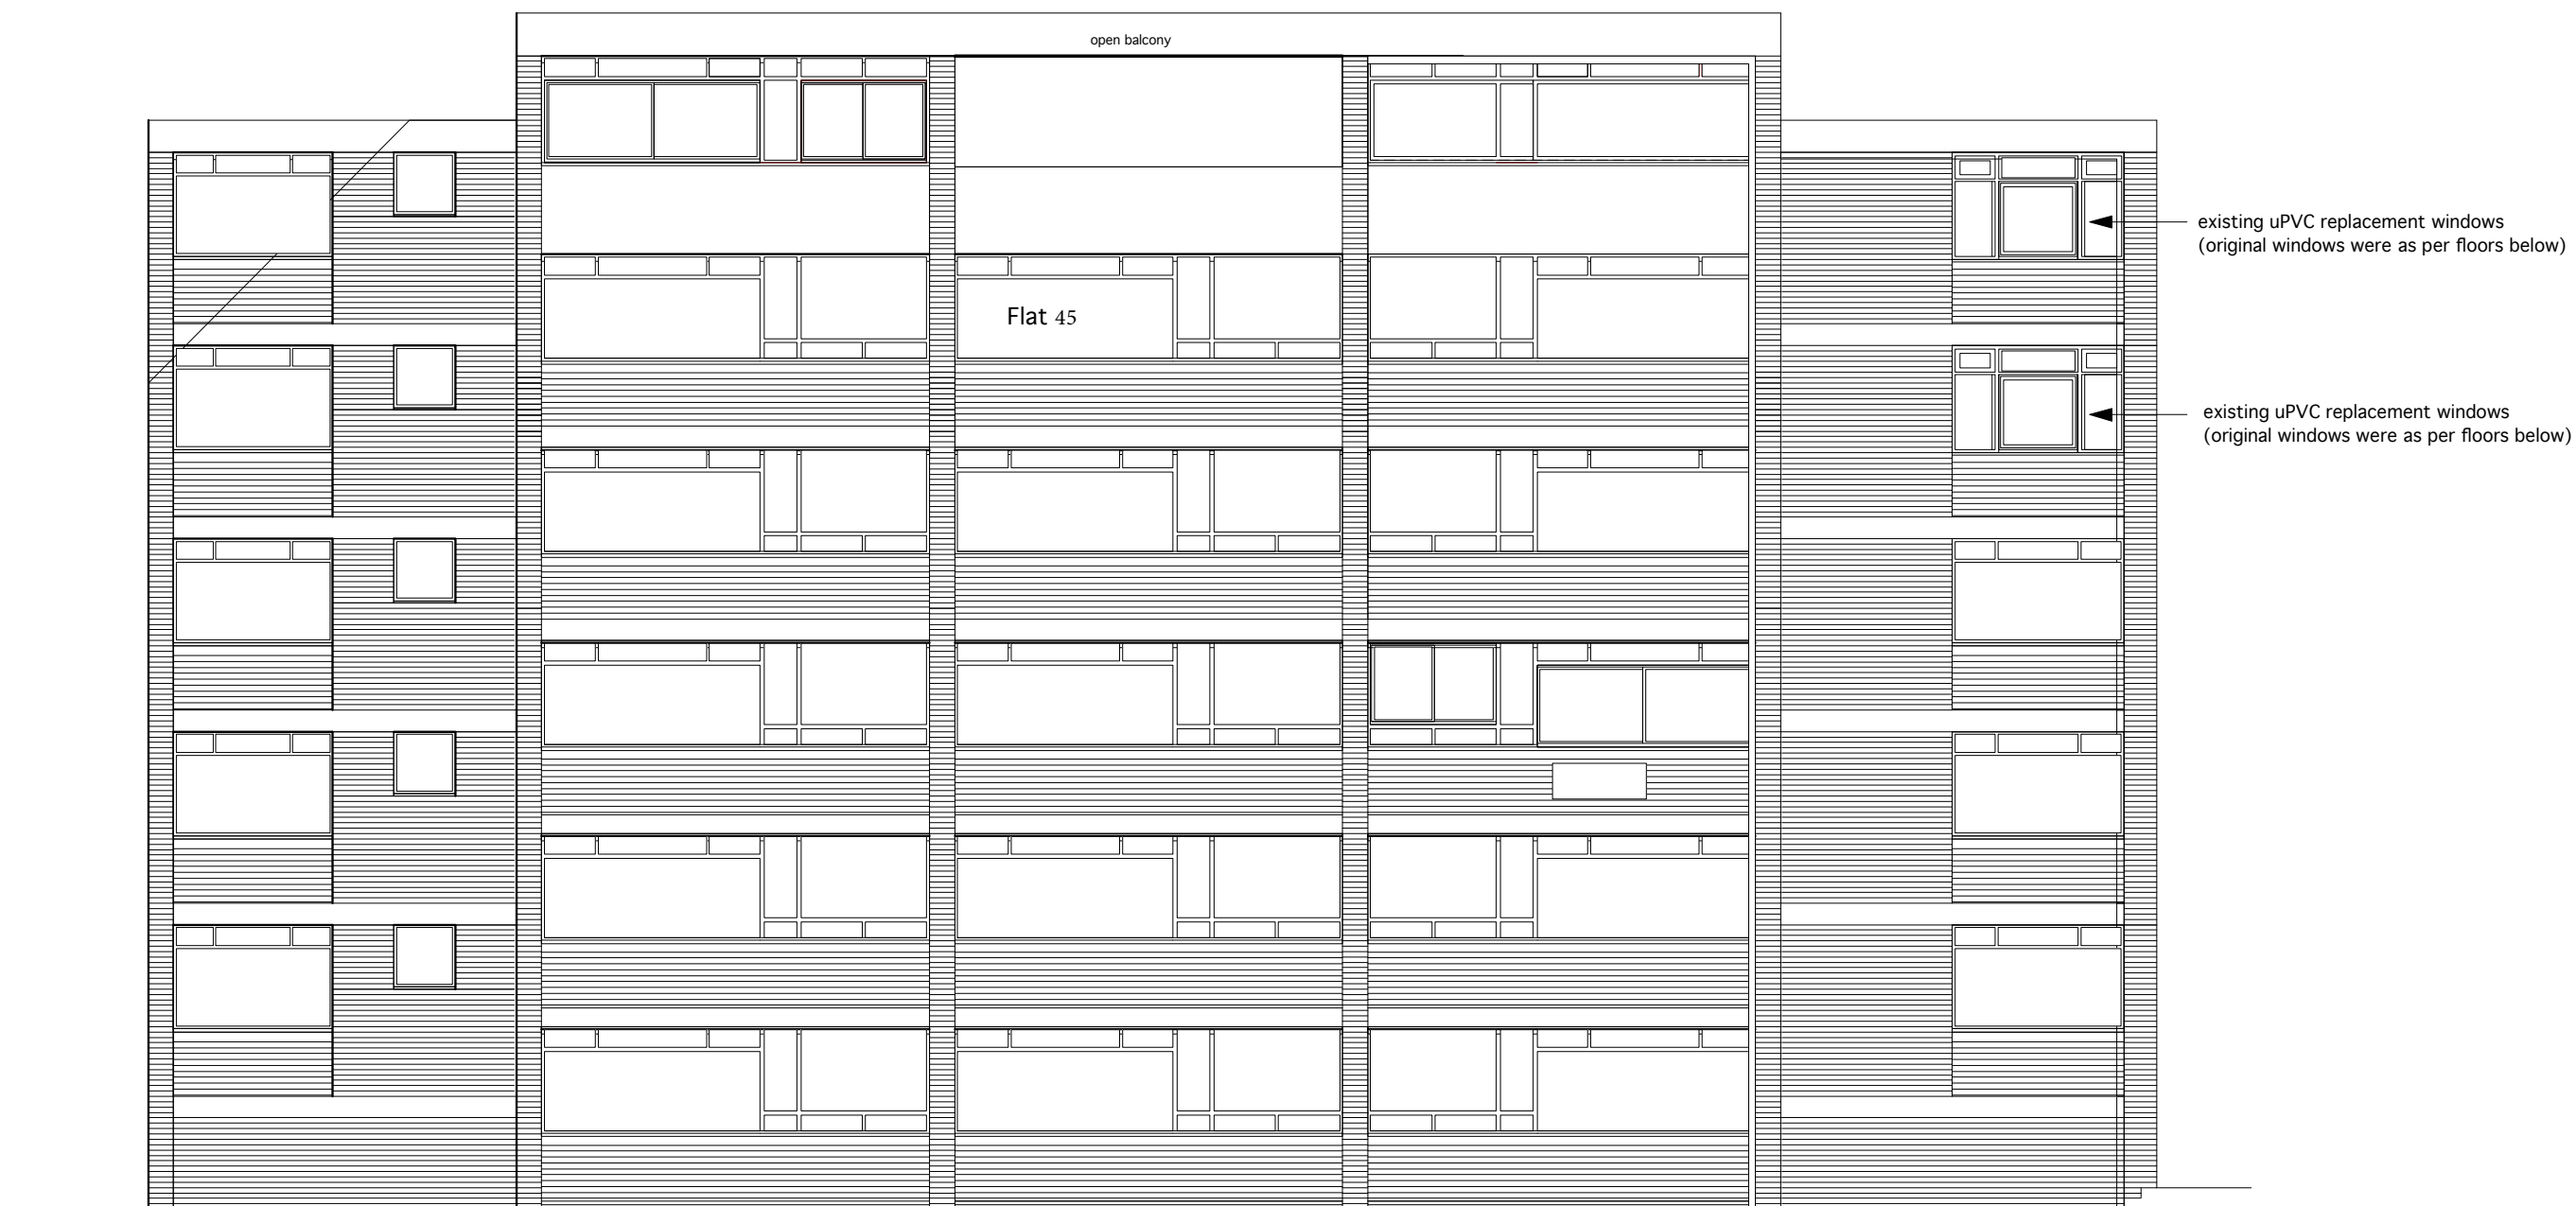 open balcony
existing uPVC replacement windows
(original windows were as per floors below)
Flat 45
existing uPVC replacement windows
(original windows were as per floors below)